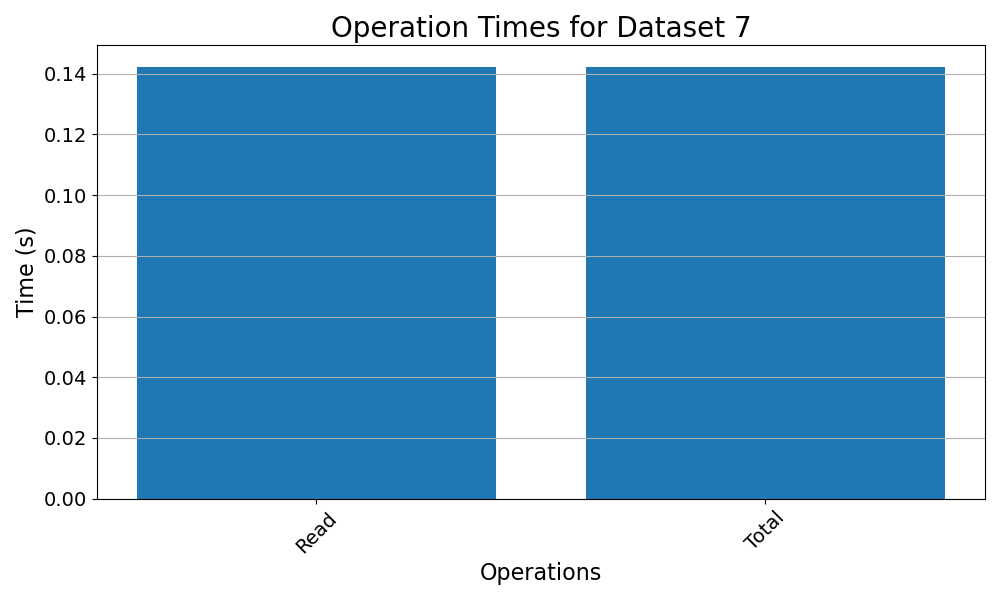 Operation Times for Dataset 7
Time (s)
0.14
0.12
0.10
0.08
0.06
0.04
0.02
0.00
Read
Total
Operations